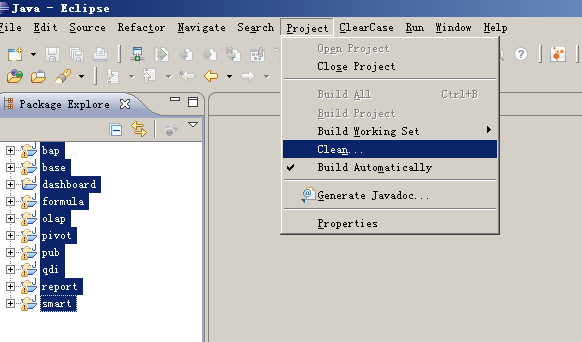 Java - Eclipse
File Edit Source Refactor Navigate Search Project ClearCase Run Window Help
Open Project
Close Project
Build All Ctrl+B
Build Project
Build Working Set
Clean...
Build Automatically
Generate Javadoc...
Properties
Package Explore
bap
base
dashboard
formula
olap
pivot
pub
qdi
report
smart